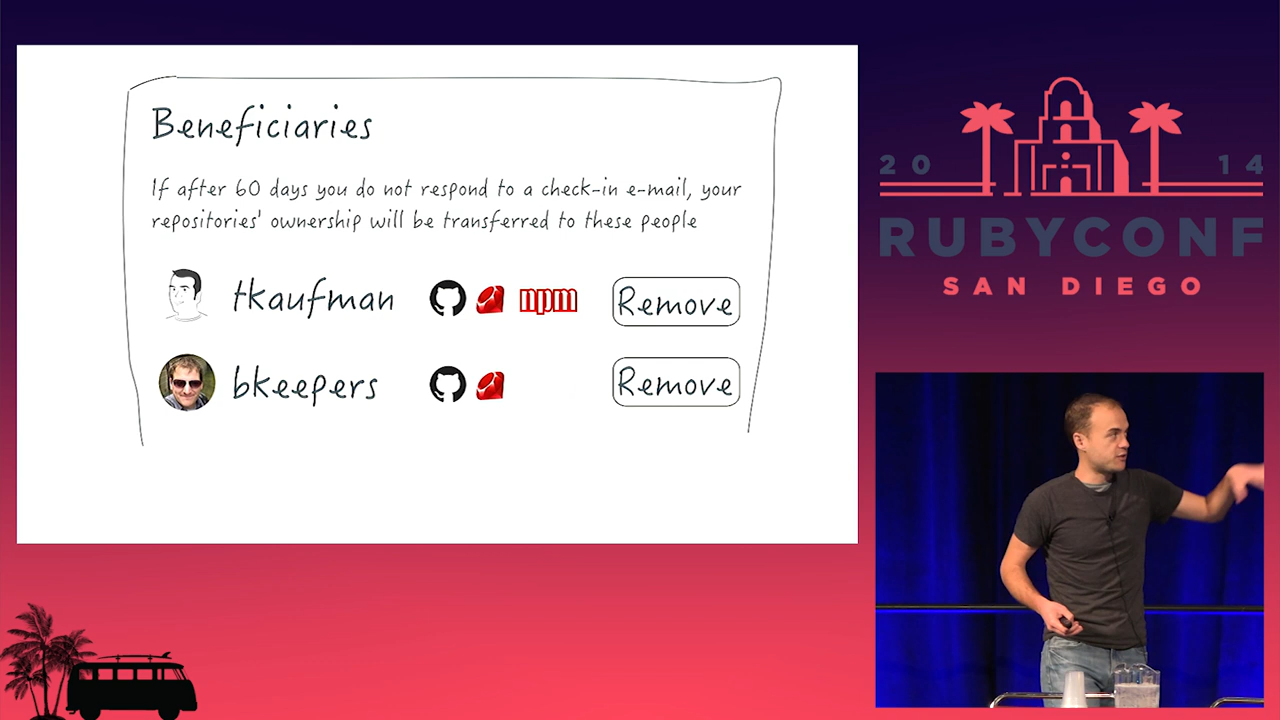 Beneficiaries
If after 60 days you do not respond to a check-in e-mail, your
repositories' ownership will be transferred to these people
tkaufman npm Remove
bkeepers Remove
20 14
RUBYCONF
SAN DIEGO